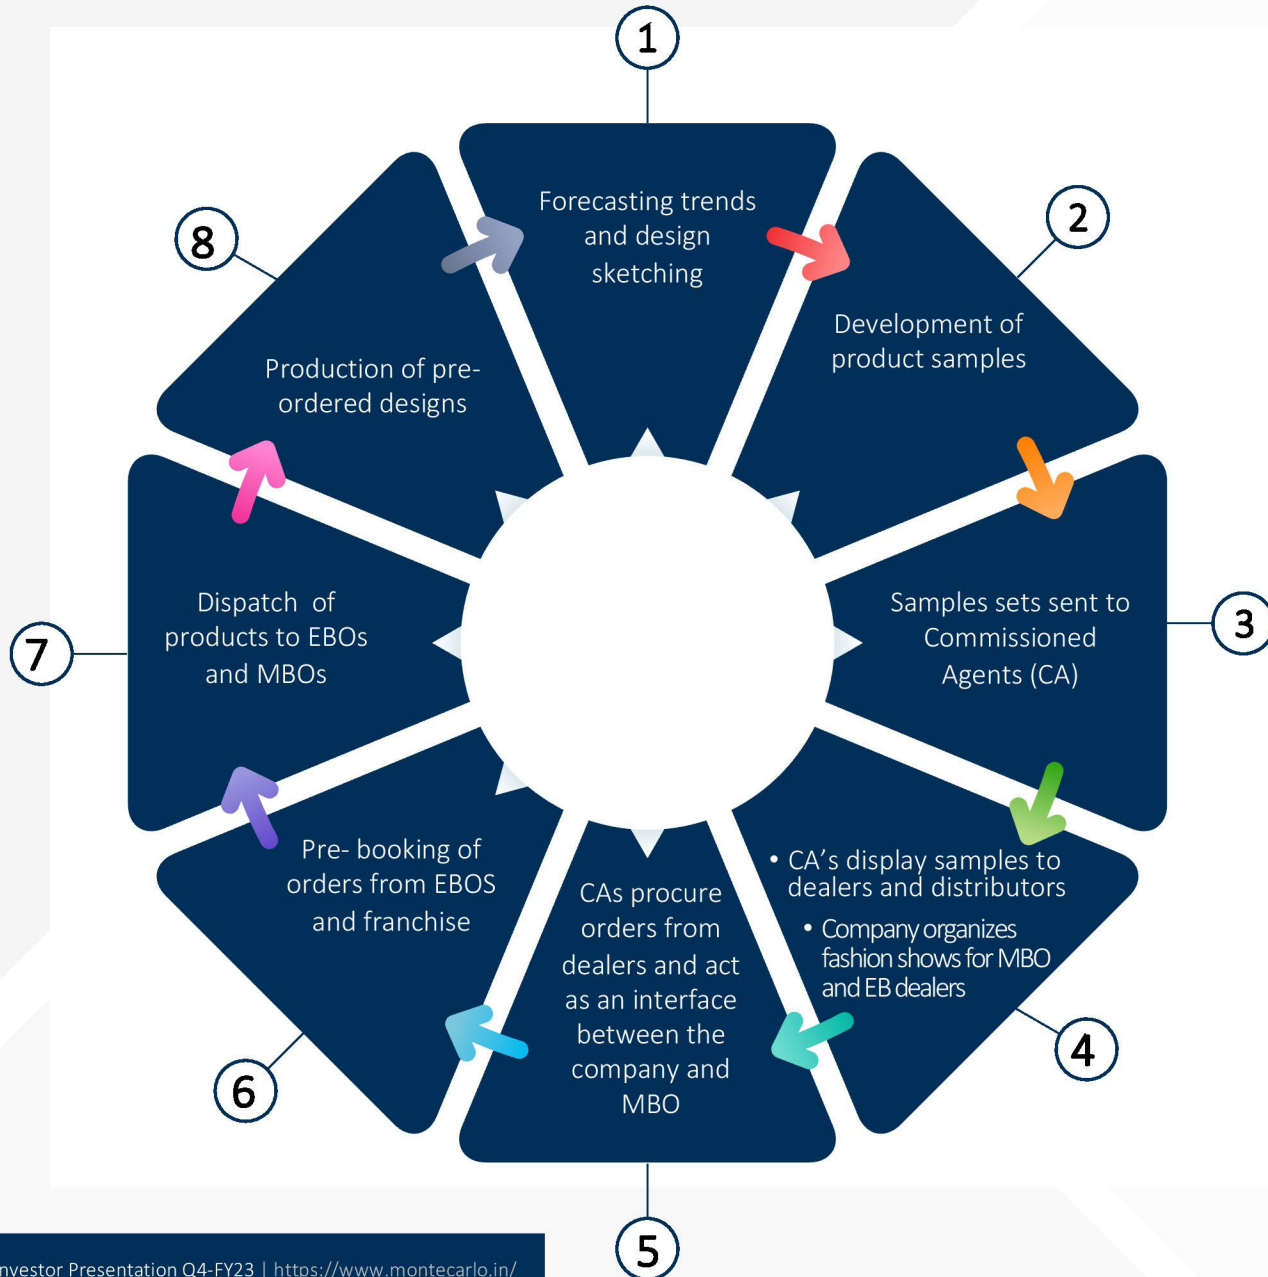 1
Forecasting trends
and design
sketching
2
Development of
product samples
3
Samples sets sent to
Commissioned
Agents (CA)
4
• CA’s display samples to
dealers and distributors
• Company organizes
fashion shows for MBO
and EB dealers
5
CAs procure
orders from
dealers and act
as an interface
between the
company and
MBO
6
Pre- booking of
orders from EBOS
and franchise
7
Dispatch of
products to EBOs
and MBOs
8
Production of pre-
ordered designs
nvestor Presentation Q4-FY23 | https://www.montecarlo.in/